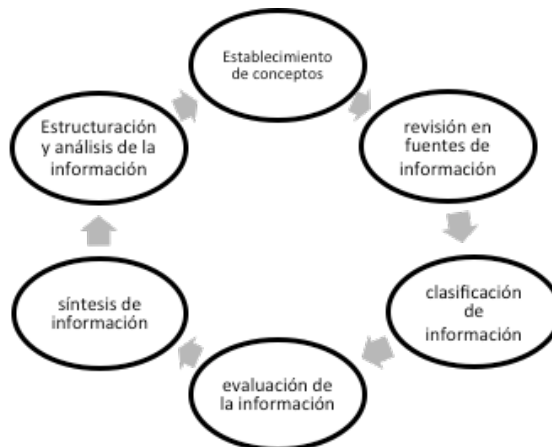 Establecimiento
de conceptos
revisión en
fuentes de
información
clasificación
de
información
evaluación de
la información
síntesis de
información
Estructuración
y análisis de la
información